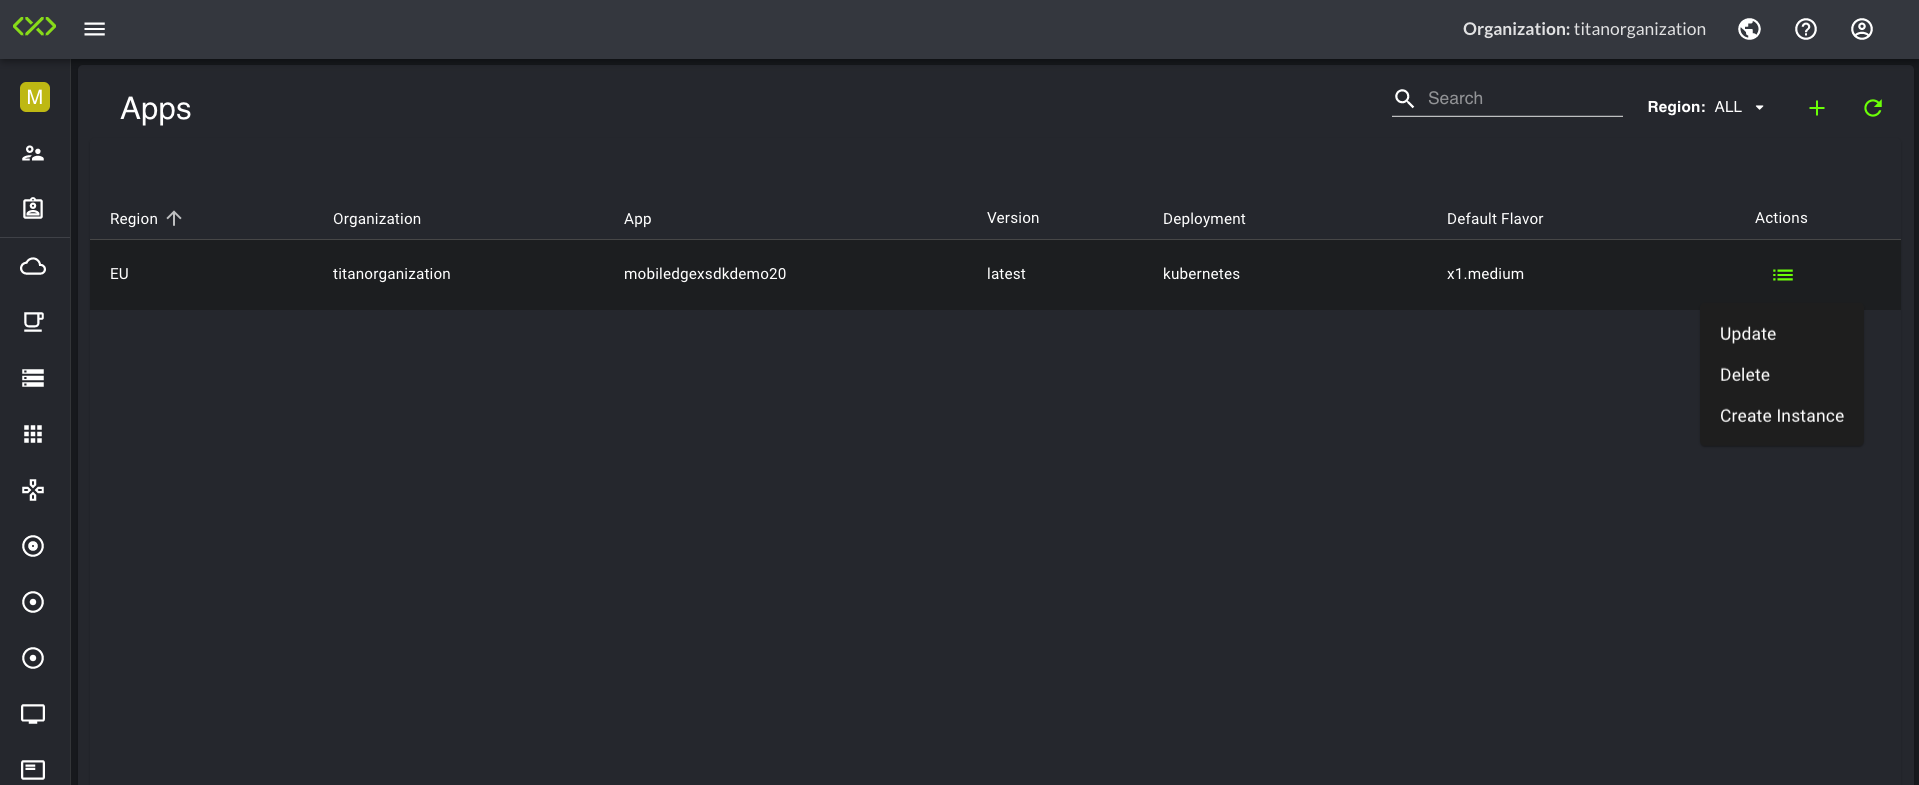 Organization: titanorganization
M
Apps
Search
Region: ALL
Region Organization App Version Deployment Default Flavor Actions
EU titanorganization mobiledgexsdkdemo20 latest kubernetes x1.medium
Update
Delete
Create Instance